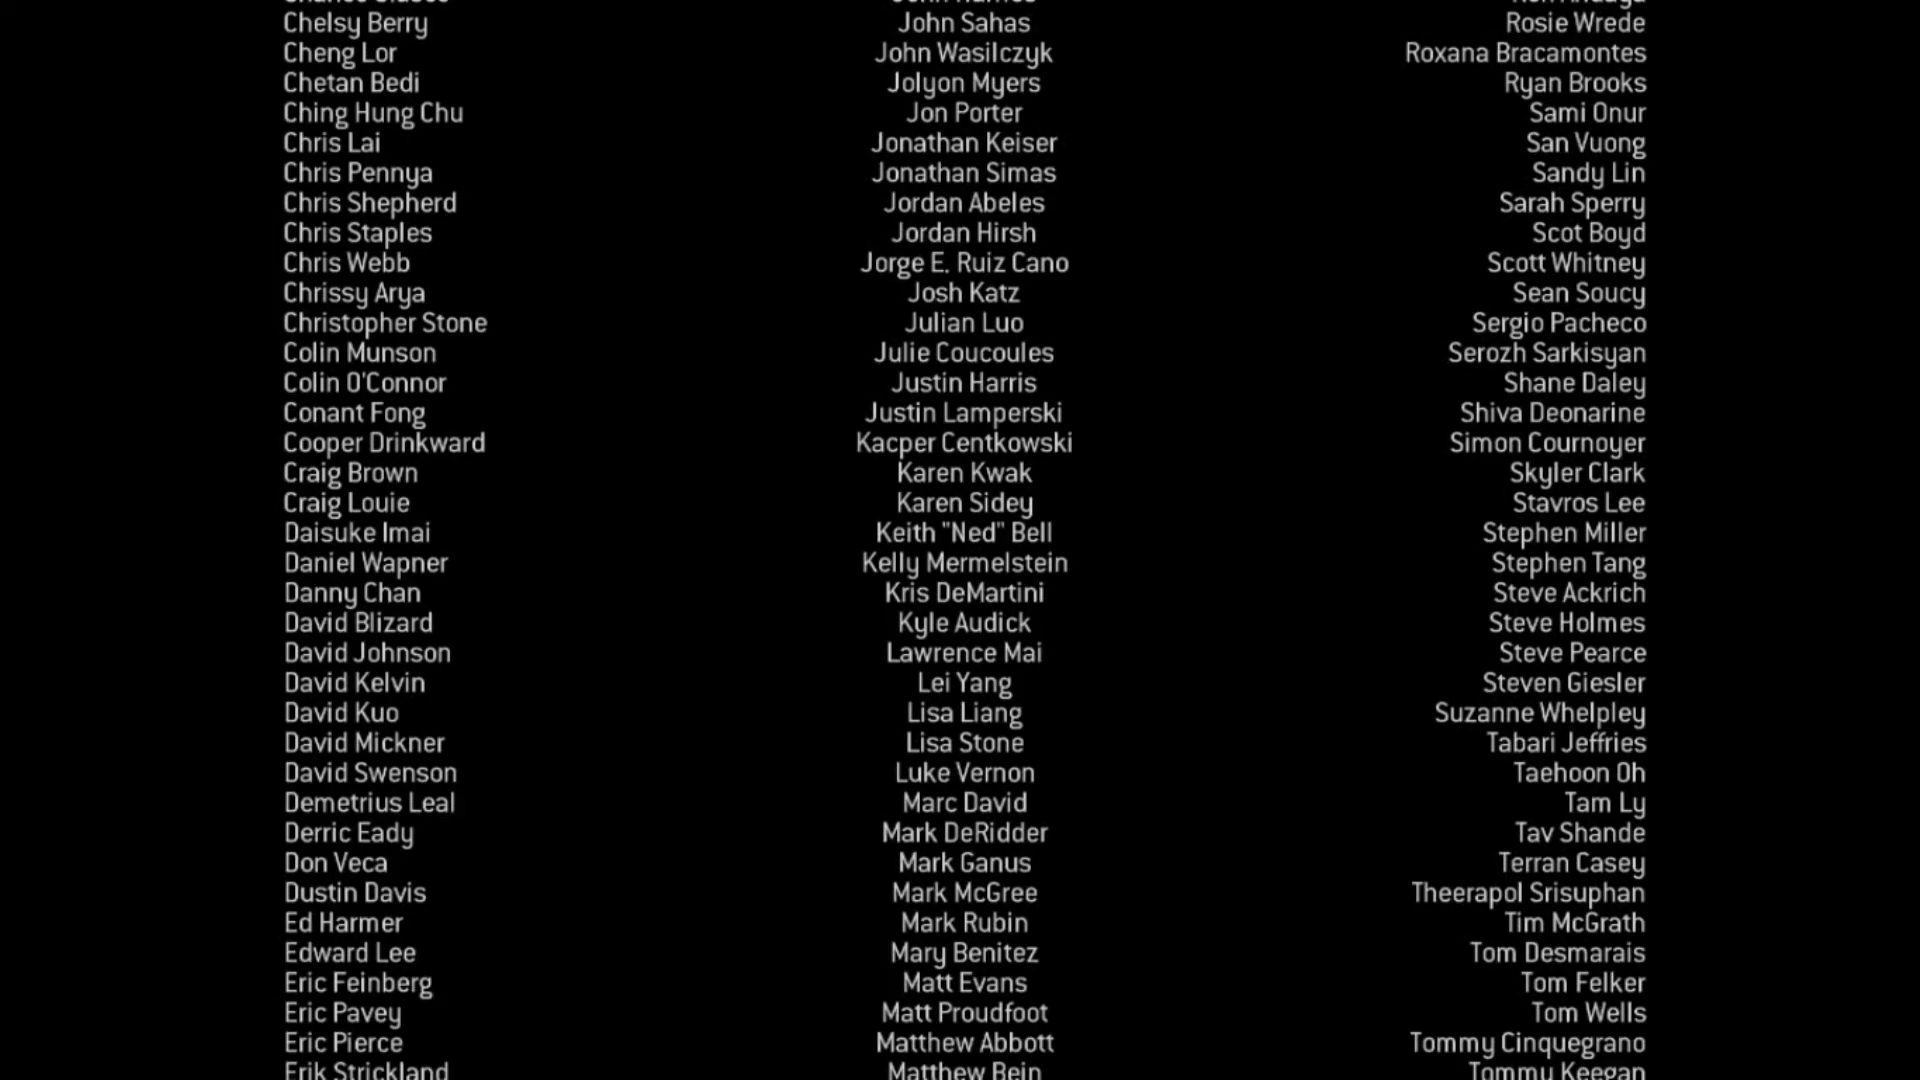 Chelsy Berry
Cheng Lor
Chetan Bedi
Ching Hung Chu
Chris Lai
Chris Pennya
Chris Shepherd
Chris Staples
Chris Webb
Chrissy Arya
Christopher Stone
Colin Munson
Colin O'Connor
Conant Fong
Cooper Drinkward
Craig Brown
Craig Louie
Daisuke Imai
Daniel Wapner
Danny Chan
David Blizard
David Johnson
David Kelvin
David Kuo
David Mickner
David Swenson
Demetrius Leal
Derric Eady
Don Veca
Dustin Davis
Ed Harmer
Edward Lee
Eric Feinberg
Eric Pavey
Eric Pierce
Erik Strickland
John Sahas
John Wasilczyk
Jolyon Myers
Jon Porter
Jonathan Keiser
Jonathan Simas
Jordan Abeles
Jordan Hirsh
Jorge E. Ruiz Cano
Josh Katz
Julian Luo
Julie Coucoules
Justin Harris
Justin Lamperski
Kacper Centkowski
Karen Kwak
Karen Sidey
Keith "Ned" Bell
Kelly Mermelstein
Kris DeMartini
Kyle Audick
Lawrence Mai
Lei Yang
Lisa Liang
Lisa Stone
Luke Vernon
Marc David
Mark DeRidder
Mark Ganus
Mark McGree
Mark Rubin
Mary Benitez
Matt Evans
Matt Proudfoot
Matthew Abbott
Matthew Bein
Rosie Wrede
Roxana Bracamontes
Ryan Brooks
Sami Onur
San Vuong
Sandy Lin
Sarah Sperry
Scot Boyd
Scott Whitney
Sean Soucy
Sergio Pacheco
Serozh Sarkisyan
Shane Daley
Shiva Deonarine
Simon Cournoyer
Skyler Clark
Stavros Lee
Stephen Miller
Stephen Tang
Steve Ackrich
Steve Holmes
Steve Pearce
Steven Giesler
Suzanne Whelpley
Tabari Jeffries
Taehoon Oh
Tam Ly
Tav Shande
Terran Casey
Theerapol Srisuphan
Tim McGrath
Tom Desmarais
Tom Felker
Tom Wells
Tommy Cinquegrano
Tommy Keegan